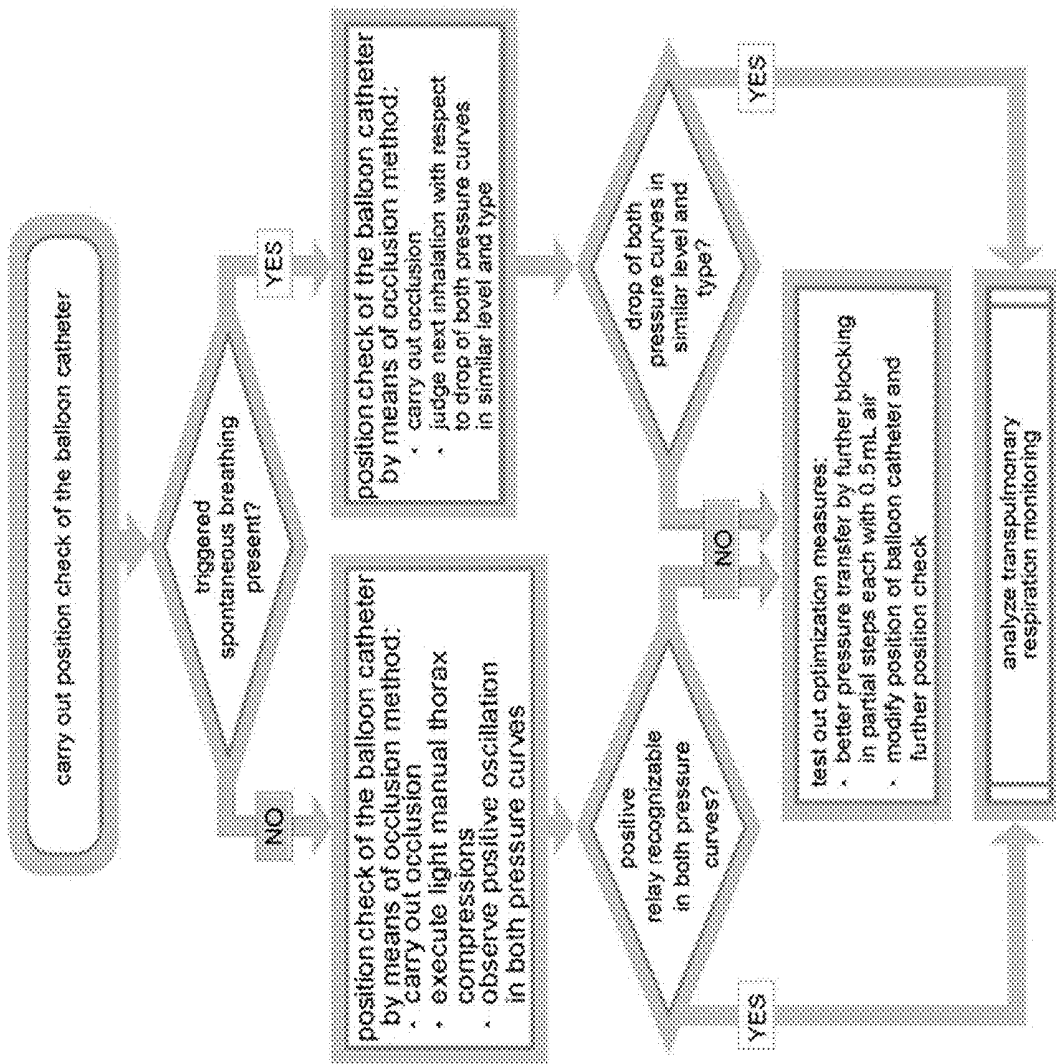 carry out position check of the balloon catheter
triggered
spontaneous breathing
present?
NO
YES
position check of the balloon catheter
by means of occlusion method:
· carry out occlusion
· execute light manual thorax
compressions
· observe positive oscillation
in both pressure curves
position check of the balloon catheter
by means of occlusion method:
· carry out occlusion
· judge next inhalation with respect
to drop of both pressure curves
in similar level and type
positive
relay recognizable
in both pressure
curves?
drop of both
pressure curves in
similar level and
type?
YES
NO
YES
test out optimization measures:
· better pressure transfer by further blocking
in partial steps each with 0.5 mL air
· modify position of balloon catheter and
further position check
analyze transpulmonary
respiration monitoring